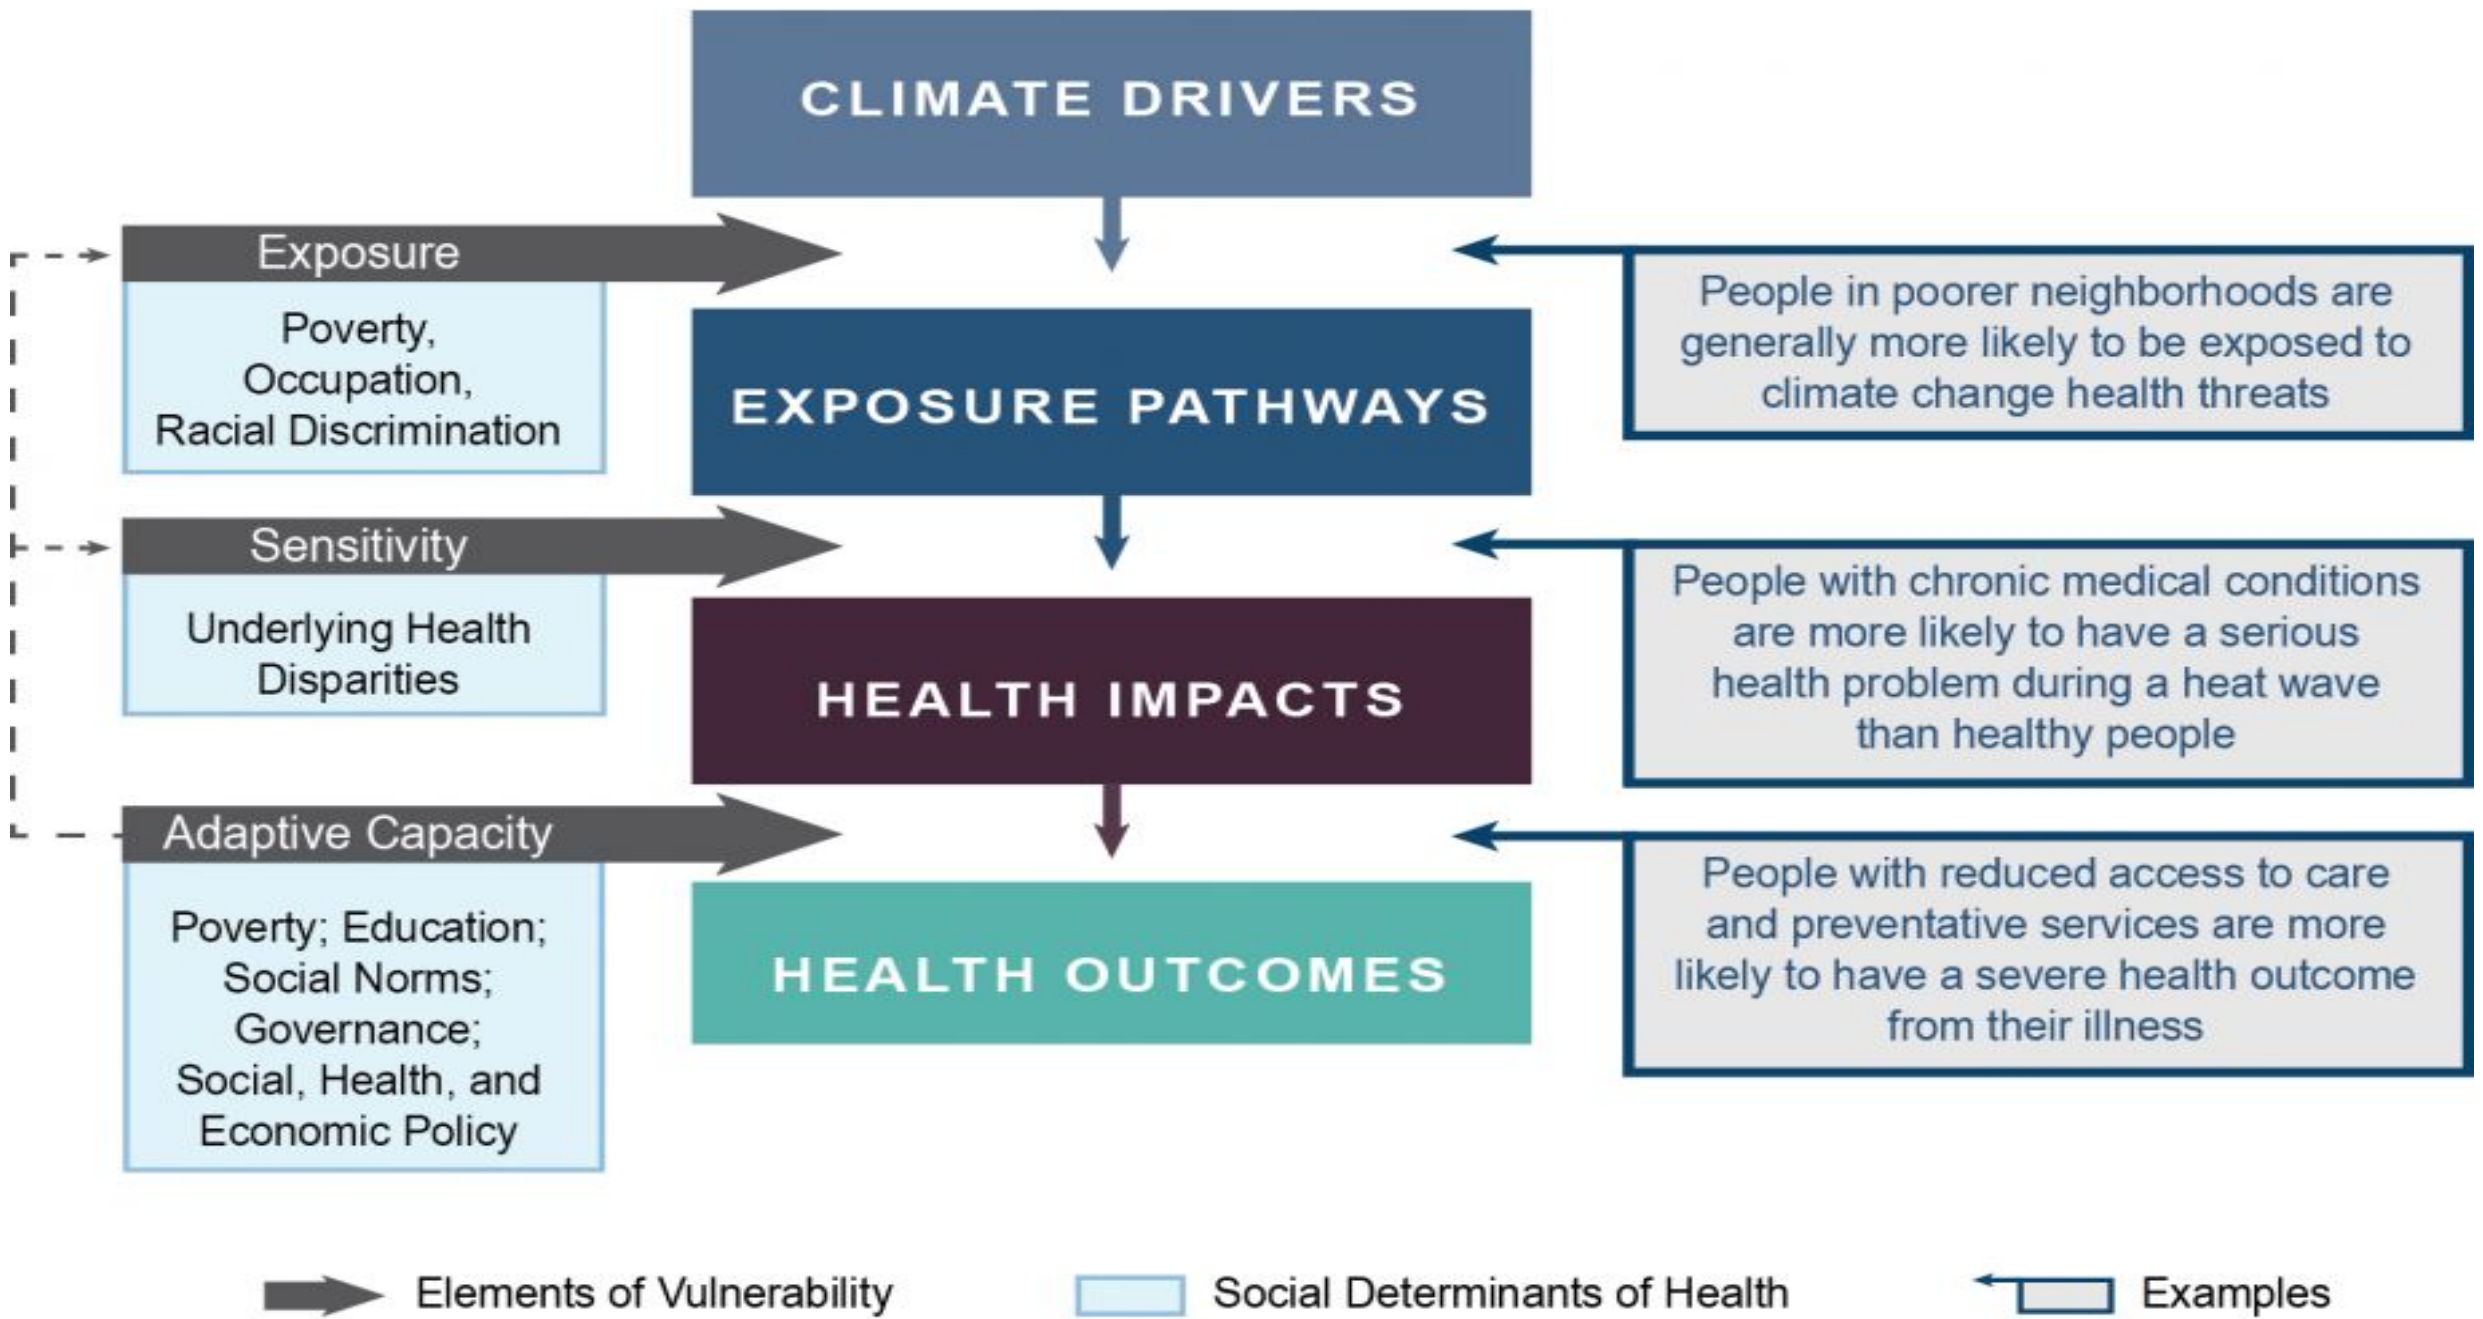 CLIMATE DRIVERS
Exposure
Poverty,
Occupation,
Racial Discrimination
People in poorer neighborhoods are
generally more likely to be exposed to
climate change health threats
EXPOSURE PATHWAYS
Sensitivity
Underlying Health
Disparities
People with chronic medical conditions
are more likely to have a serious
health problem during a heat wave
than healthy people
HEALTH IMPACTS
Adaptive Capacity
Poverty; Education;
Social Norms;
Governance;
Social, Health, and
Economic Policy
People with reduced access to care
and preventative services are more
likely to have a severe health outcome
from their illness
HEALTH OUTCOMES
Elements of Vulnerability
Social Determinants of Health
Examples